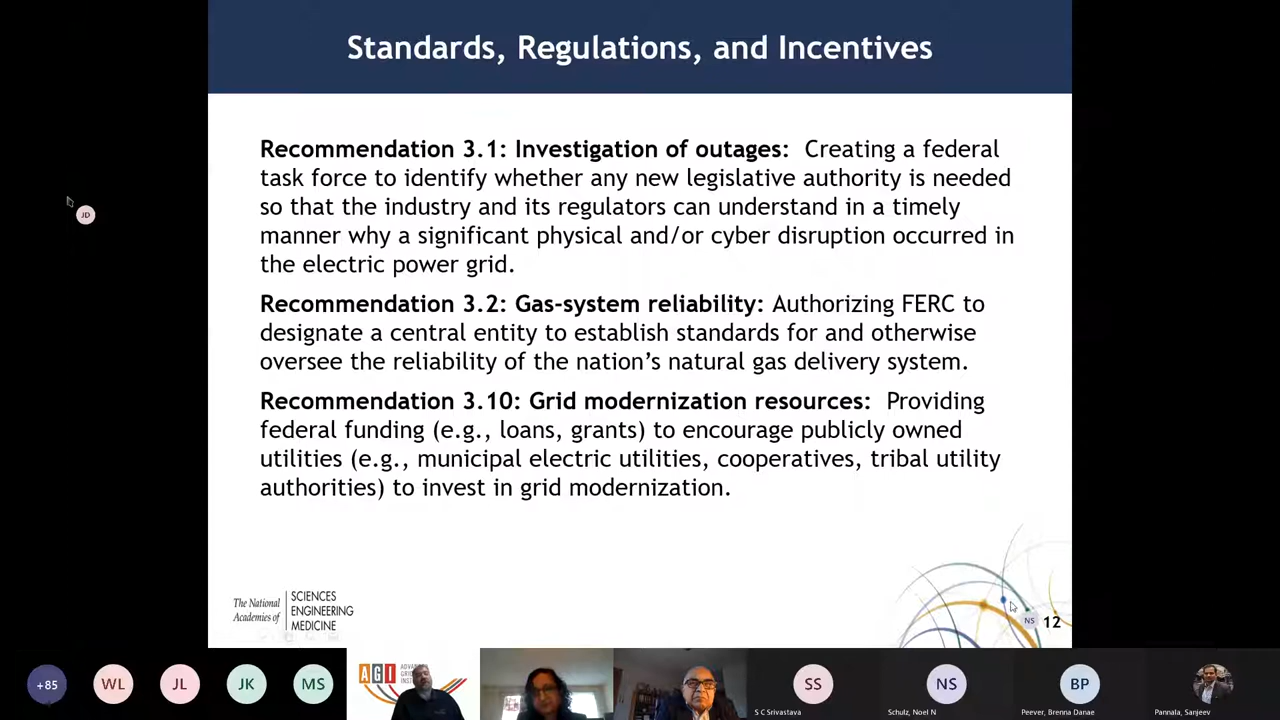 Standards, Regulations, and Incentives
Recommendation 3.1: Investigation of outages: Creating a federal
task force to identify whether any new legislative authority is needed
so that the industry and its regulators can understand in a timely
manner why a significant physical and/or cyber disruption occurred in
the electric power grid.
JD
Recommendation 3.2: Gas-system reliability: Authorizing FERC to
designate a central entity to establish standards for and otherwise
oversee the reliability of the nation's natural gas delivery system.
Recommendation 3.10: Grid modernization resources: Providing
federal funding (e.g., loans, grants) to encourage publicly owned
utilities (e.g., municipal electric utilities, cooperatives, tribal utility
authorities) to invest in grid modernization.
The National
Academies of
SCIENCES
ENGINEERING
MEDICINE
NS
12
+85
WL
JL
JK
MS
AGI
SS
S C Srivastava
NS
Schulz, Noel N
BP
Peever, Brenna Danae
Pannala, Sanjeev